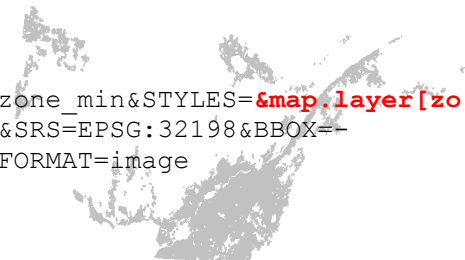 zone_min&STYLES=&map.layer[zo
&SRS=EPSG:32198&BBOX=-
FORMAT=image